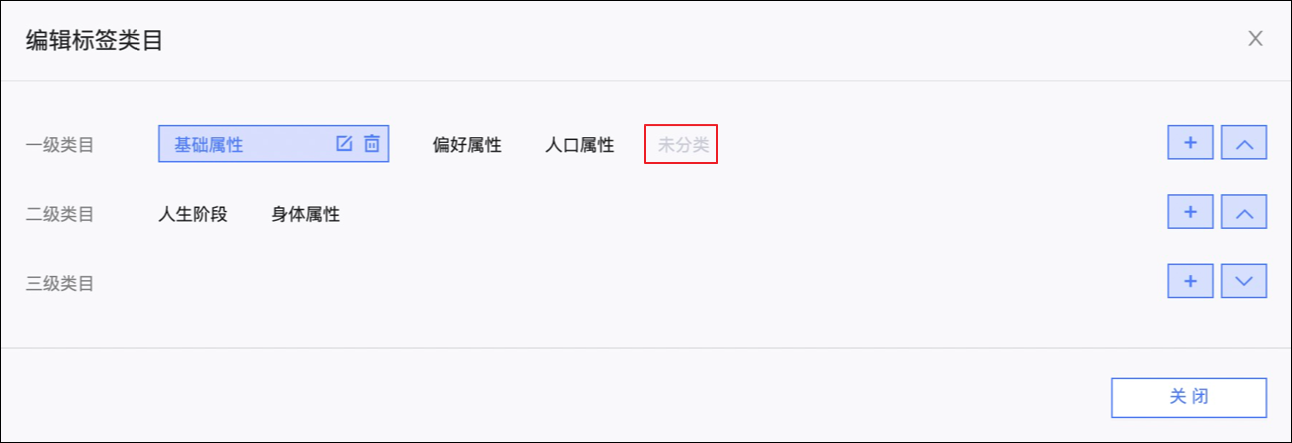 编辑标签类目
一级类目 基础属性 偏好属性 人口属性 未分类
二级类目 人生阶段 身体属性
三级类目
关 闭